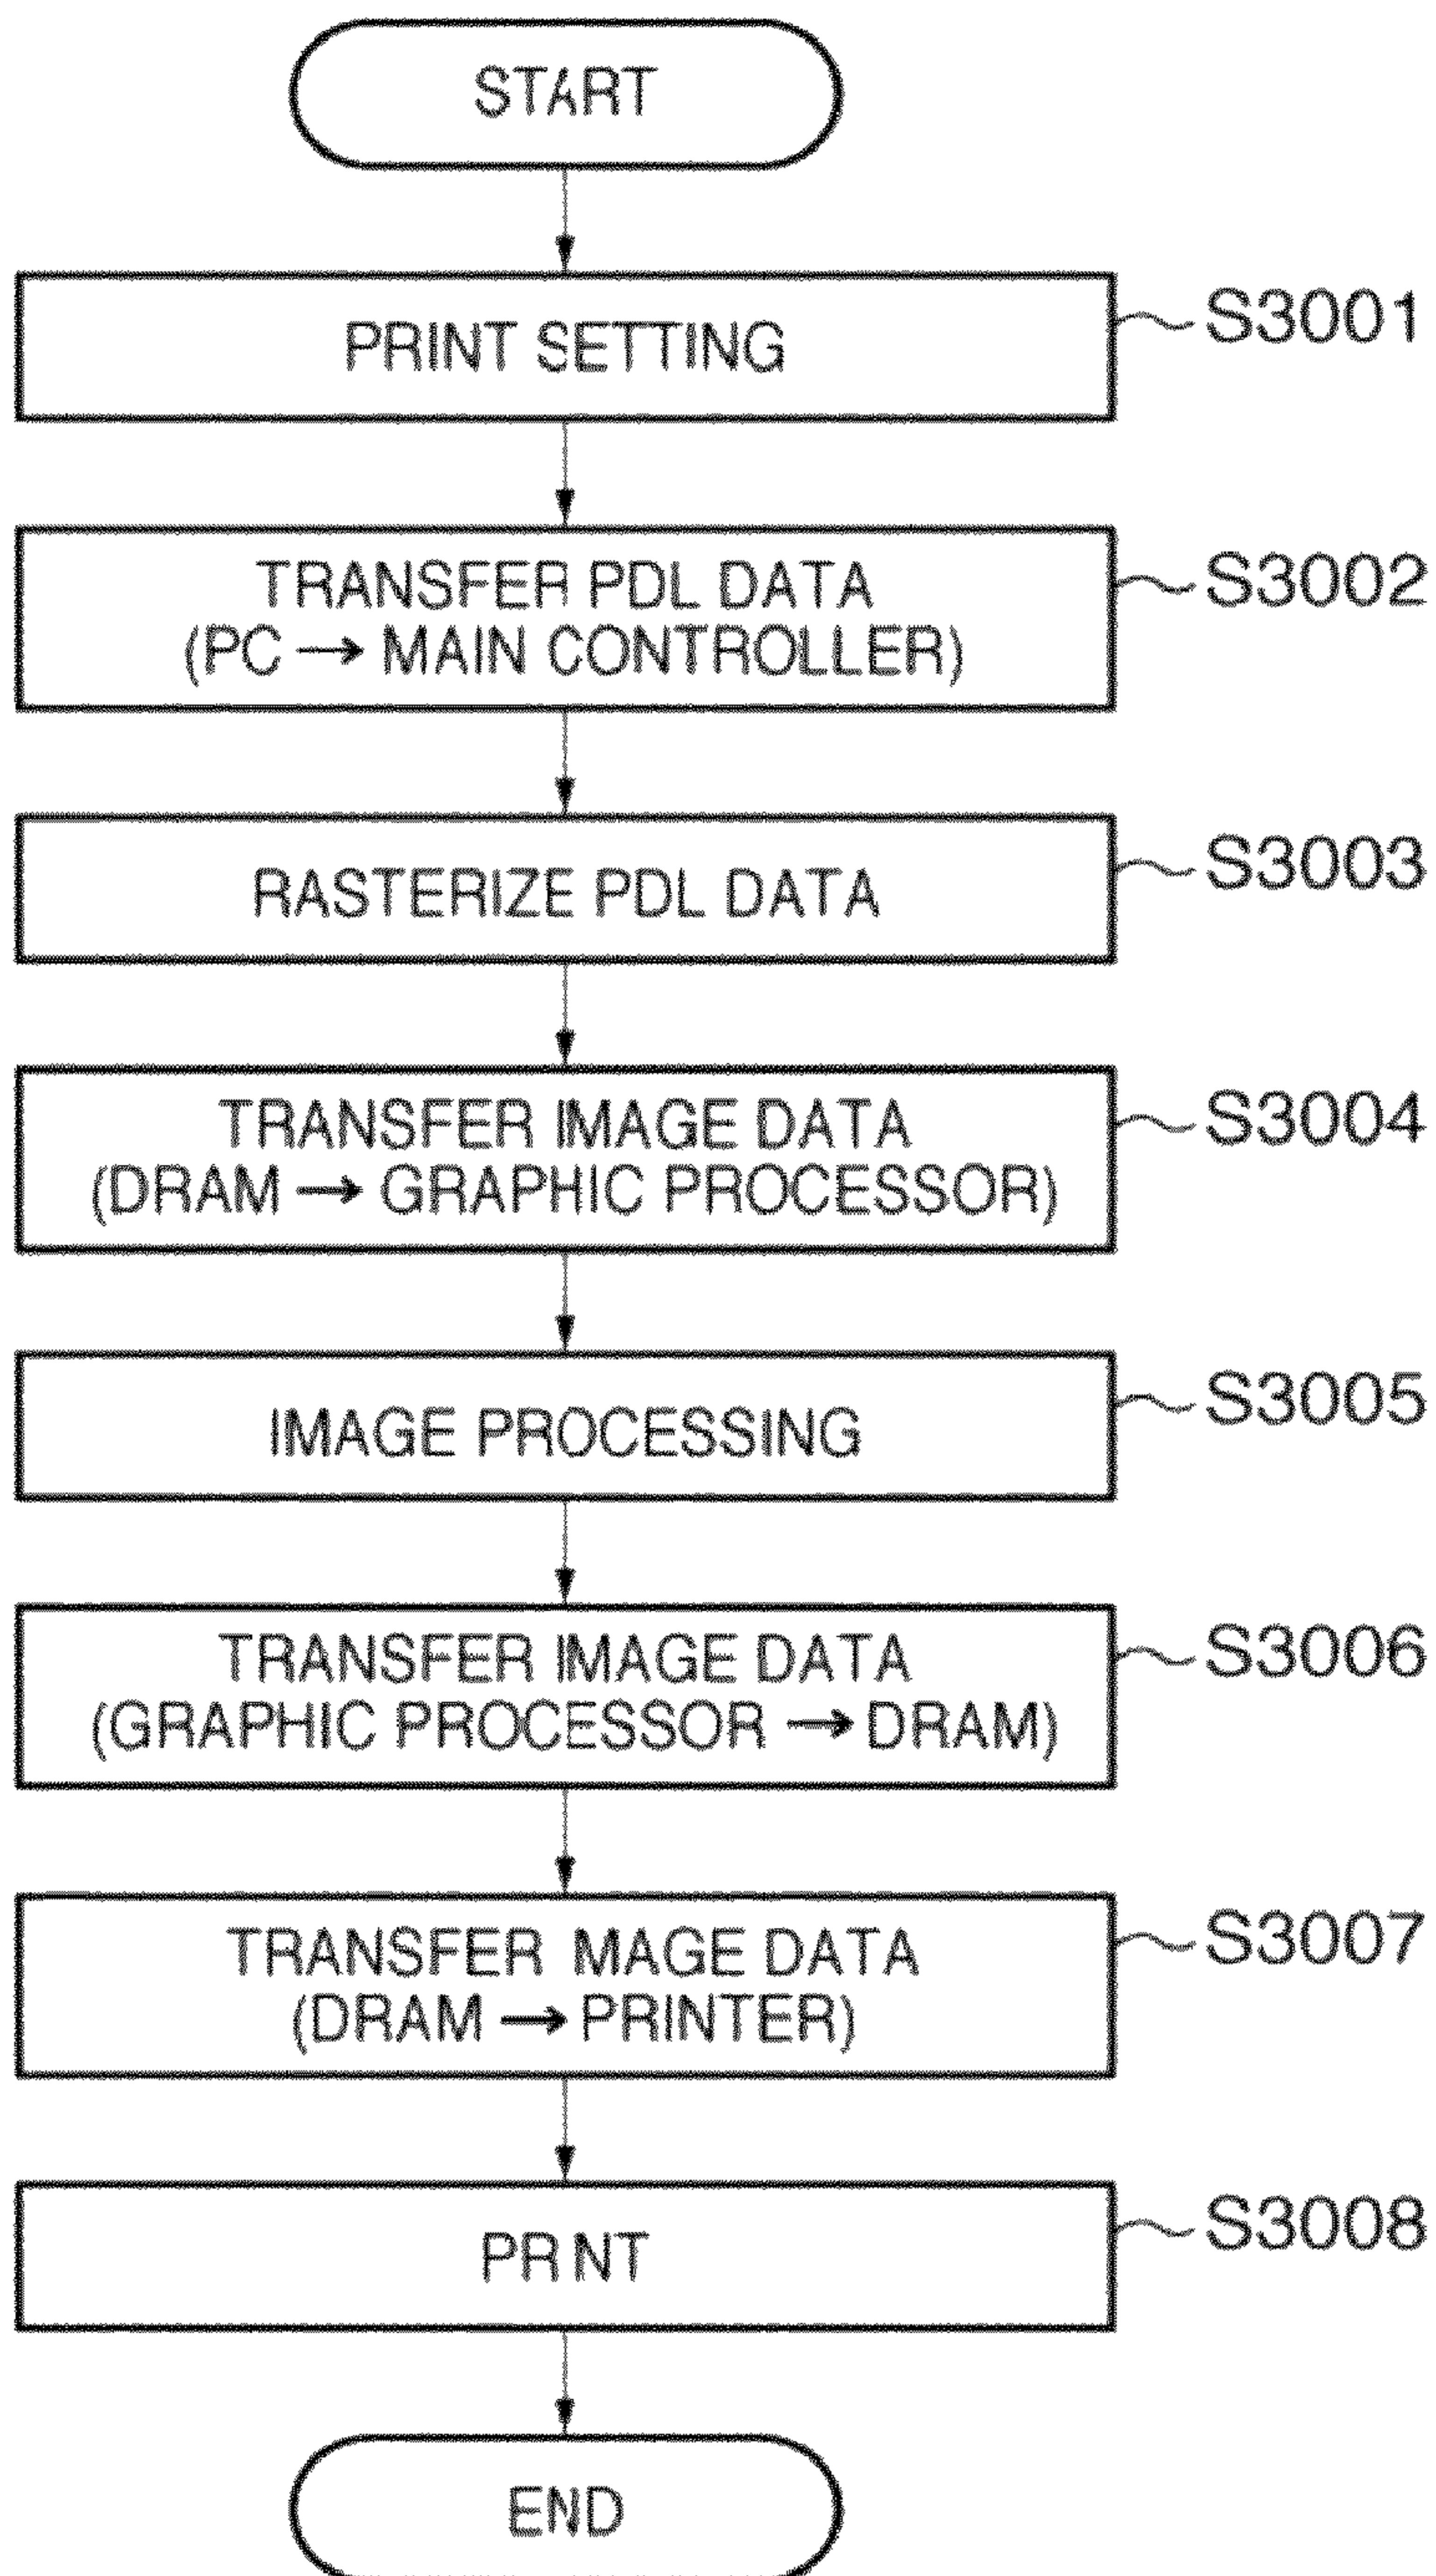 START
PRINT SETTING
S3001
TRANSFER PDL DATA
(PC → MAIN CONTROLLER)
S3002
RASTERIZE PDL DATA
S3003
TRANSFER IMAGE DATA
(DRAM → GRAPHIC PROCESSOR)
S3004
IMAGE PROCESSING
S3005
TRANSFER IMAGE DATA
(GRAPHIC PROCESSOR → DRAM)
S3006
TRANSFER MAGE DATA
(DRAM → PRINTER)
S3007
PR NT
S3008
END